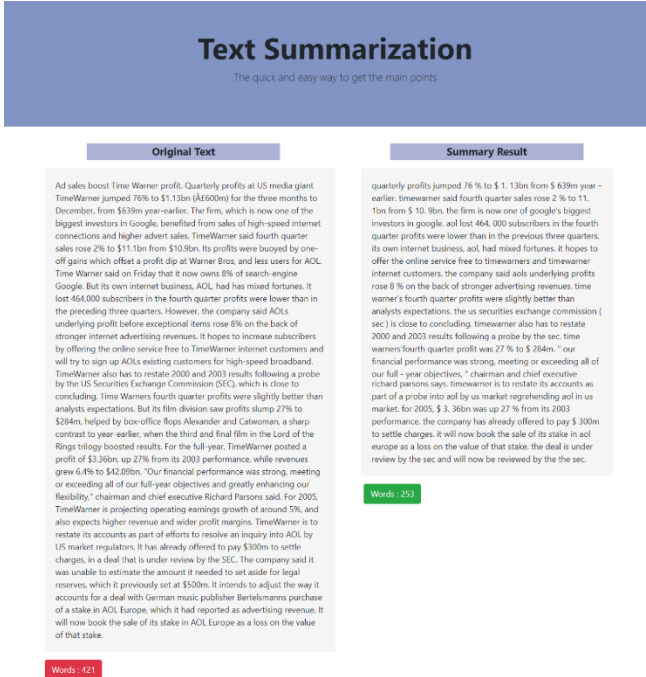 Text Summarization
The quick and easy way to get the main points
Original Text
Ad sales boost Time Warner profit. Quarterly profits at US media giant
TimeWarner jumped 76% to $1.13bn (Â£600m) for the three months to
December, from $639m year-earlier. The firm, which is now one of the
biggest investors in Google, benefited from sales of high-speed internet
connections and higher advert sales. TimeWarner said fourth quarter
sales rose 2% to $11.1bn from $10.9bn. Its profits were buoyed by one-
off gains which offset a profit dip at Warner Bros, and less users for AOL.
Time Warner said on Friday that it now owns 8% of search-engine
Google. But its own internet business, AOL, had has mixed fortunes. It
lost 464,000 subscribers in the fourth quarter profits were lower than in
the preceding three quarters. However, the company said AOLs
underlying profit before exceptional items rose 8% on the back of
stronger internet advertising revenues. It hopes to increase subscribers
by offering the online service free to TimeWarner internet customers and
will try to sign up AOLs existing customers for high-speed broadband.
TimeWarner also has to restate 2000 and 2003 results following a probe
by the US Securities Exchange Commission (SEC), which is close to
concluding. Time Warners fourth quarter profits were slightly better than
analysts expectations. But its film division saw profits slump 27% to
$284m, helped by box-office flops Alexander and Catwoman, a sharp
contrast to year-earlier, when the third and final film in the Lord of the
Rings trilogy boosted results. For the full-year, TimeWarner posted a
profit of $3.36bn, up 27% from its 2003 performance, while revenues
grew 6.4% to $42.09bn. "Our financial performance was strong, meeting
or exceeding all of our full-year objectives and greatly enhancing our
flexibility," chairman and chief executive Richard Parsons said. For 2005,
TimeWarner is projecting operating earnings growth of around 5%, and
also expects higher revenue and wider profit margins. TimeWarner is to
restate its accounts as part of efforts to resolve an inquiry into AOL by
US market regulators. It has already offered to pay $300m to settle
charges, in a deal that is under review by the SEC. The company said it
was unable to estimate the amount it needed to set aside for legal
reserves, which it previously set at $500m. It intends to adjust the way it
accounts for a deal with German music publisher Bertelsmanns purchase
of a stake in AOL Europe, which it had reported as advertising revenue. It
will now book the sale of its stake in AOL Europe as a loss on the value
of that stake.
Words : 421
Summary Result
quarterly profits jumped 76 % to $ 1. 13bn from $ 639m year -
earlier. timewarner said fourth quarter sales rose 2 % to 11.
1bn from $ 10. 9bn. the firm is now one of google's biggest
investors in google. aol lost 464, 000 subscribers in the fourth
quarter profits were lower than in the previous three quarters.
its own internet business, aol, had mixed fortunes. it hopes to
offer the online service free to timewarners and timewarner
internet customers. the company said aols underlying profits
rose 8 % on the back of stronger advertising revenues. time
warner's fourth quarter profits were slightly better than
analysts expectations. the us securities exchange commission (
sec ) is close to concluding. timewarner also has to restate
2000 and 2003 results following a probe by the sec. time
warners'fourth quarter profit was 27 % to $ 284m. " our
financial performance was strong, meeting or exceeding all of
our full - year objectives, " chairman and chief executive
richard parsons says. timewarner is to restate its accounts as
part of a probe into aol by us market regrehending aol in us
market. for 2005, $ 3. 36bn was up 27 % from its 2003
performance. the company has already offered to pay $ 300m
to settle charges. it will now book the sale of its stake in aol
europe as a loss on the value of that stake. the deal is under
review by the sec and will now be reviewed by the the sec.
Words : 253